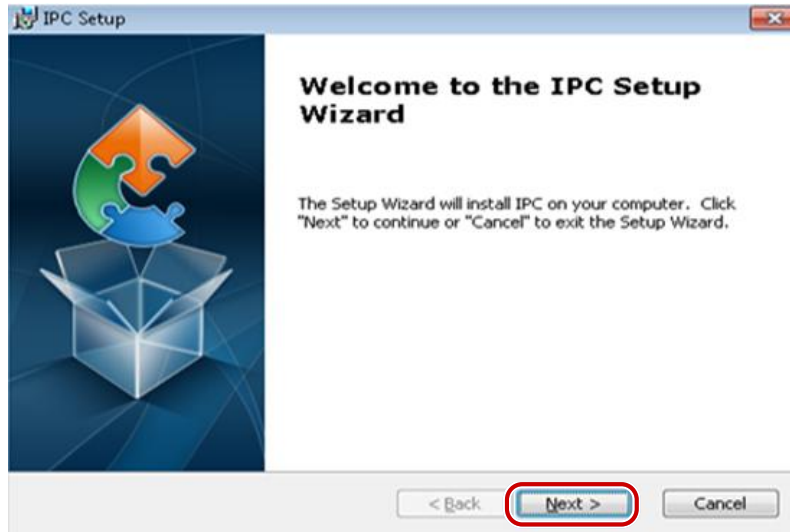 IPC Setup
Welcome to the IPC Setup
Wizard
The Setup Wizard will install IPC on your computer. Click
"Next" to continue or "Cancel" to exit the Setup Wizard.
< Back
Next >
Cancel